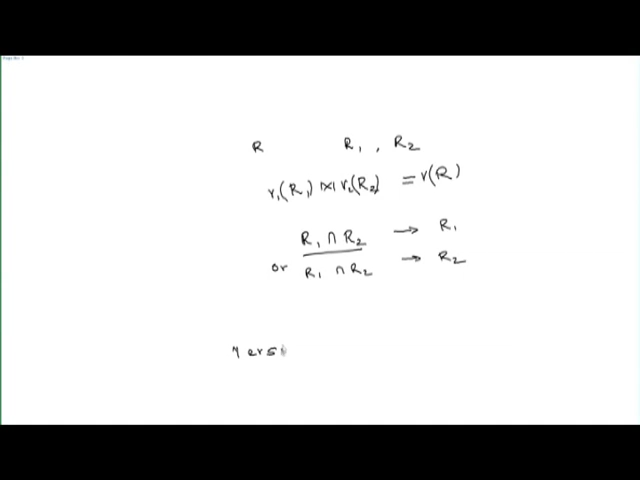 R R₁ , R₂
r₁(R₁) ⋈ r₂(R₂) = r(R)
R₁ ∩ R₂ → R₁
or R₁ ∩ R₂ → R₂